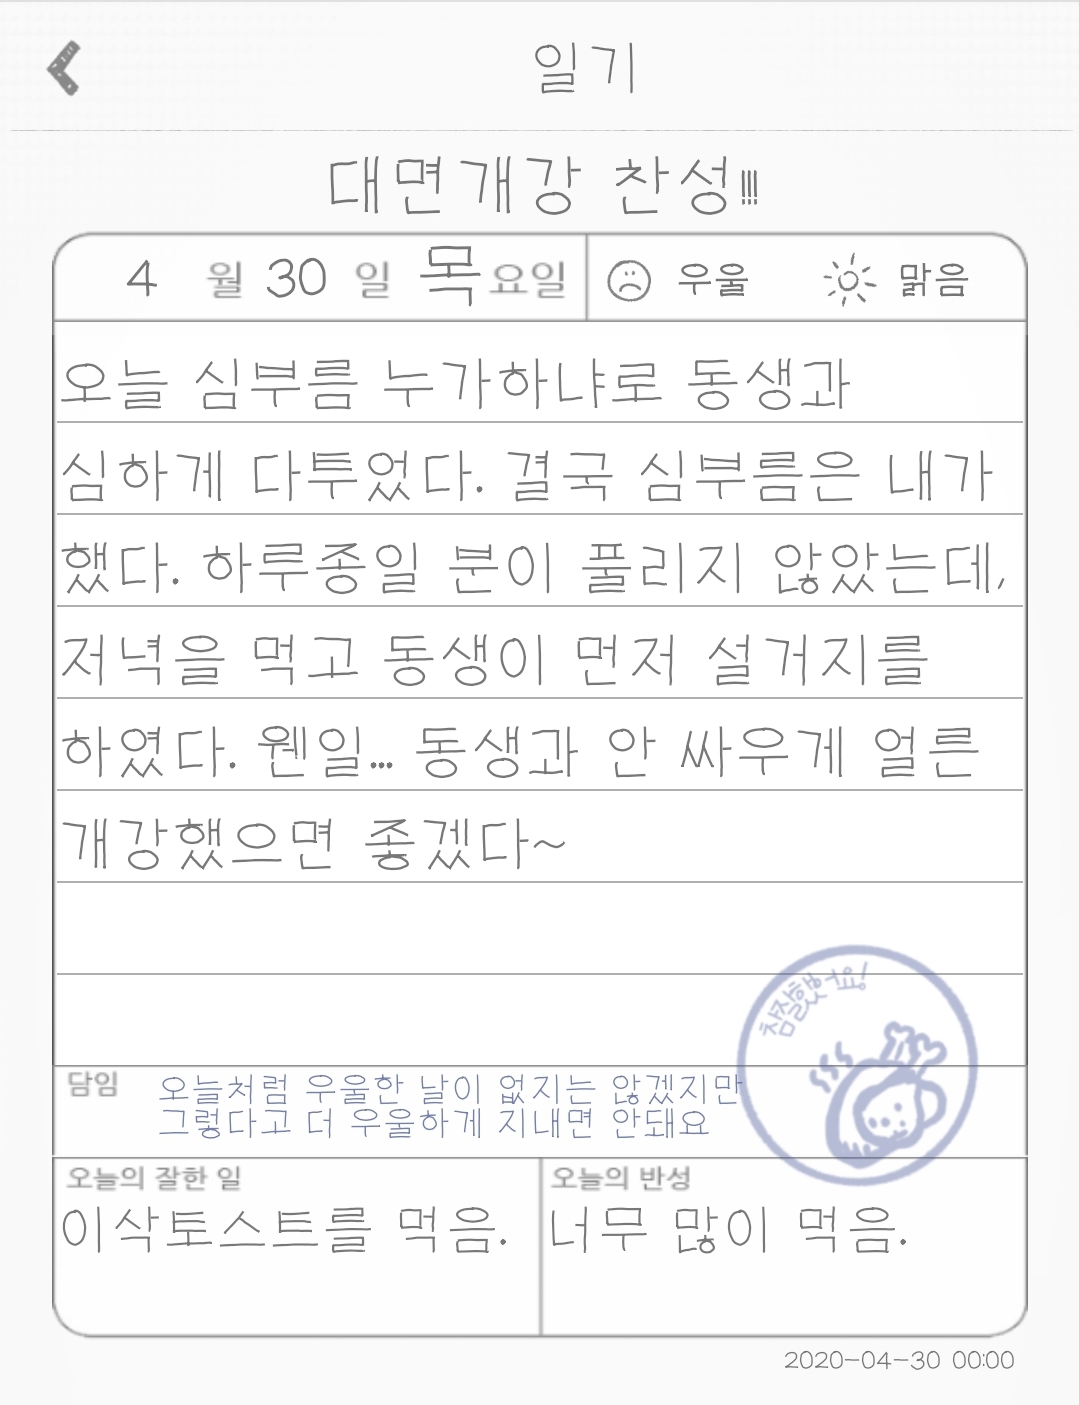 일기
대면개강 찬성!!!
4 월 30 일 목요일 우울 맑음
오늘 심부름 누가하냐로 동생과
심하게 다투었다. 결국 심부름은 내가
했다. 하루종일 분이 풀리지 않았는데,
저녁을 먹고 동생이 먼저 설거지를
하였다. 웬일... 동생과 안 싸우게 얼른
개강했으면 좋겠다~
참잘했어요!
담임 오늘처럼 우울한 날이 없지는 않겠지만
그렇다고 더 우울하게 지내면 안돼요
오늘의 잘한 일
이삭토스트를 먹음.
오늘의 반성
너무 많이 먹음.
2020-04-30 00:00